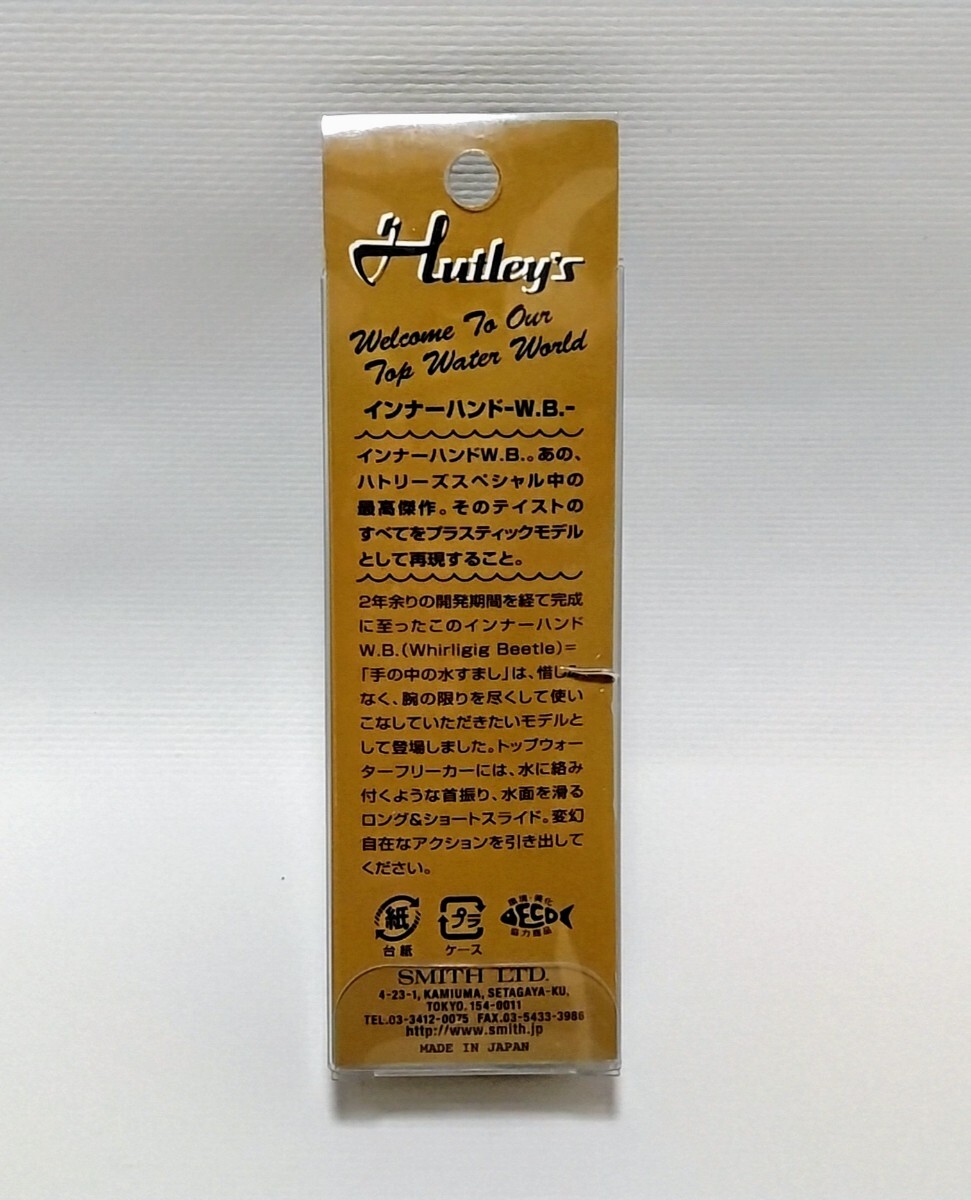 Hutley's
Welcome To Our
Top Water World
インナーハンド-W.B.-
インナーハンドW.B.。あの、
ハトリーズスペシャル中の
最高傑作。そのテイストの
すべてをプラスティックモデル
として再現すること。
2年余りの開発期間を経て完成
に至ったこのインナーハンド
W.B.(Whirligig Beetle)=
「手の中の水すまし」は、惜し
なく、腕の限りを尽くして使い
こなしていただきたいモデルと
して登場しました。トップウォー
ターフリーカーには、水に絡み
付くような首振り、水面を滑る
ロング&ショートスライド。変幻
自在なアクションを引き出して
ください。
紙
台紙
プラ
ケース
環境・美化
ECO
協力商品
SMITH LTD.
4-23-1, KAMIUMA, SETAGAYA-KU,
TOKYO. 154-0011
TEL.03-3412-0075 FAX.03-5433-3986
http://www.smith.jp
MADE IN JAPAN